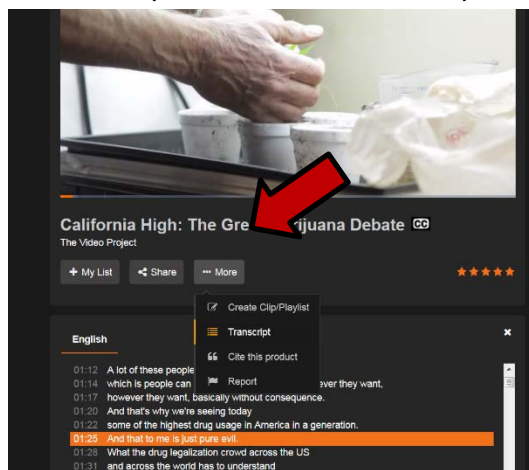 California High: The Gre ijuana Debate CC
The Video Project
+ My List Share ••• More
Create Clip/Playlist
English Transcript ×
Cite this product
Report
01:12 A lot of these people
01:14 which is people can ever they want,
01:17 however they want, basically without consequence.
01:20 And that's why we're seeing today
01:22 some of the highest drug usage in America in a generation.
01:25 And that to me is just pure evil.
01:28 What the drug legalization crowd across the US
01:31 and across the world has to understand